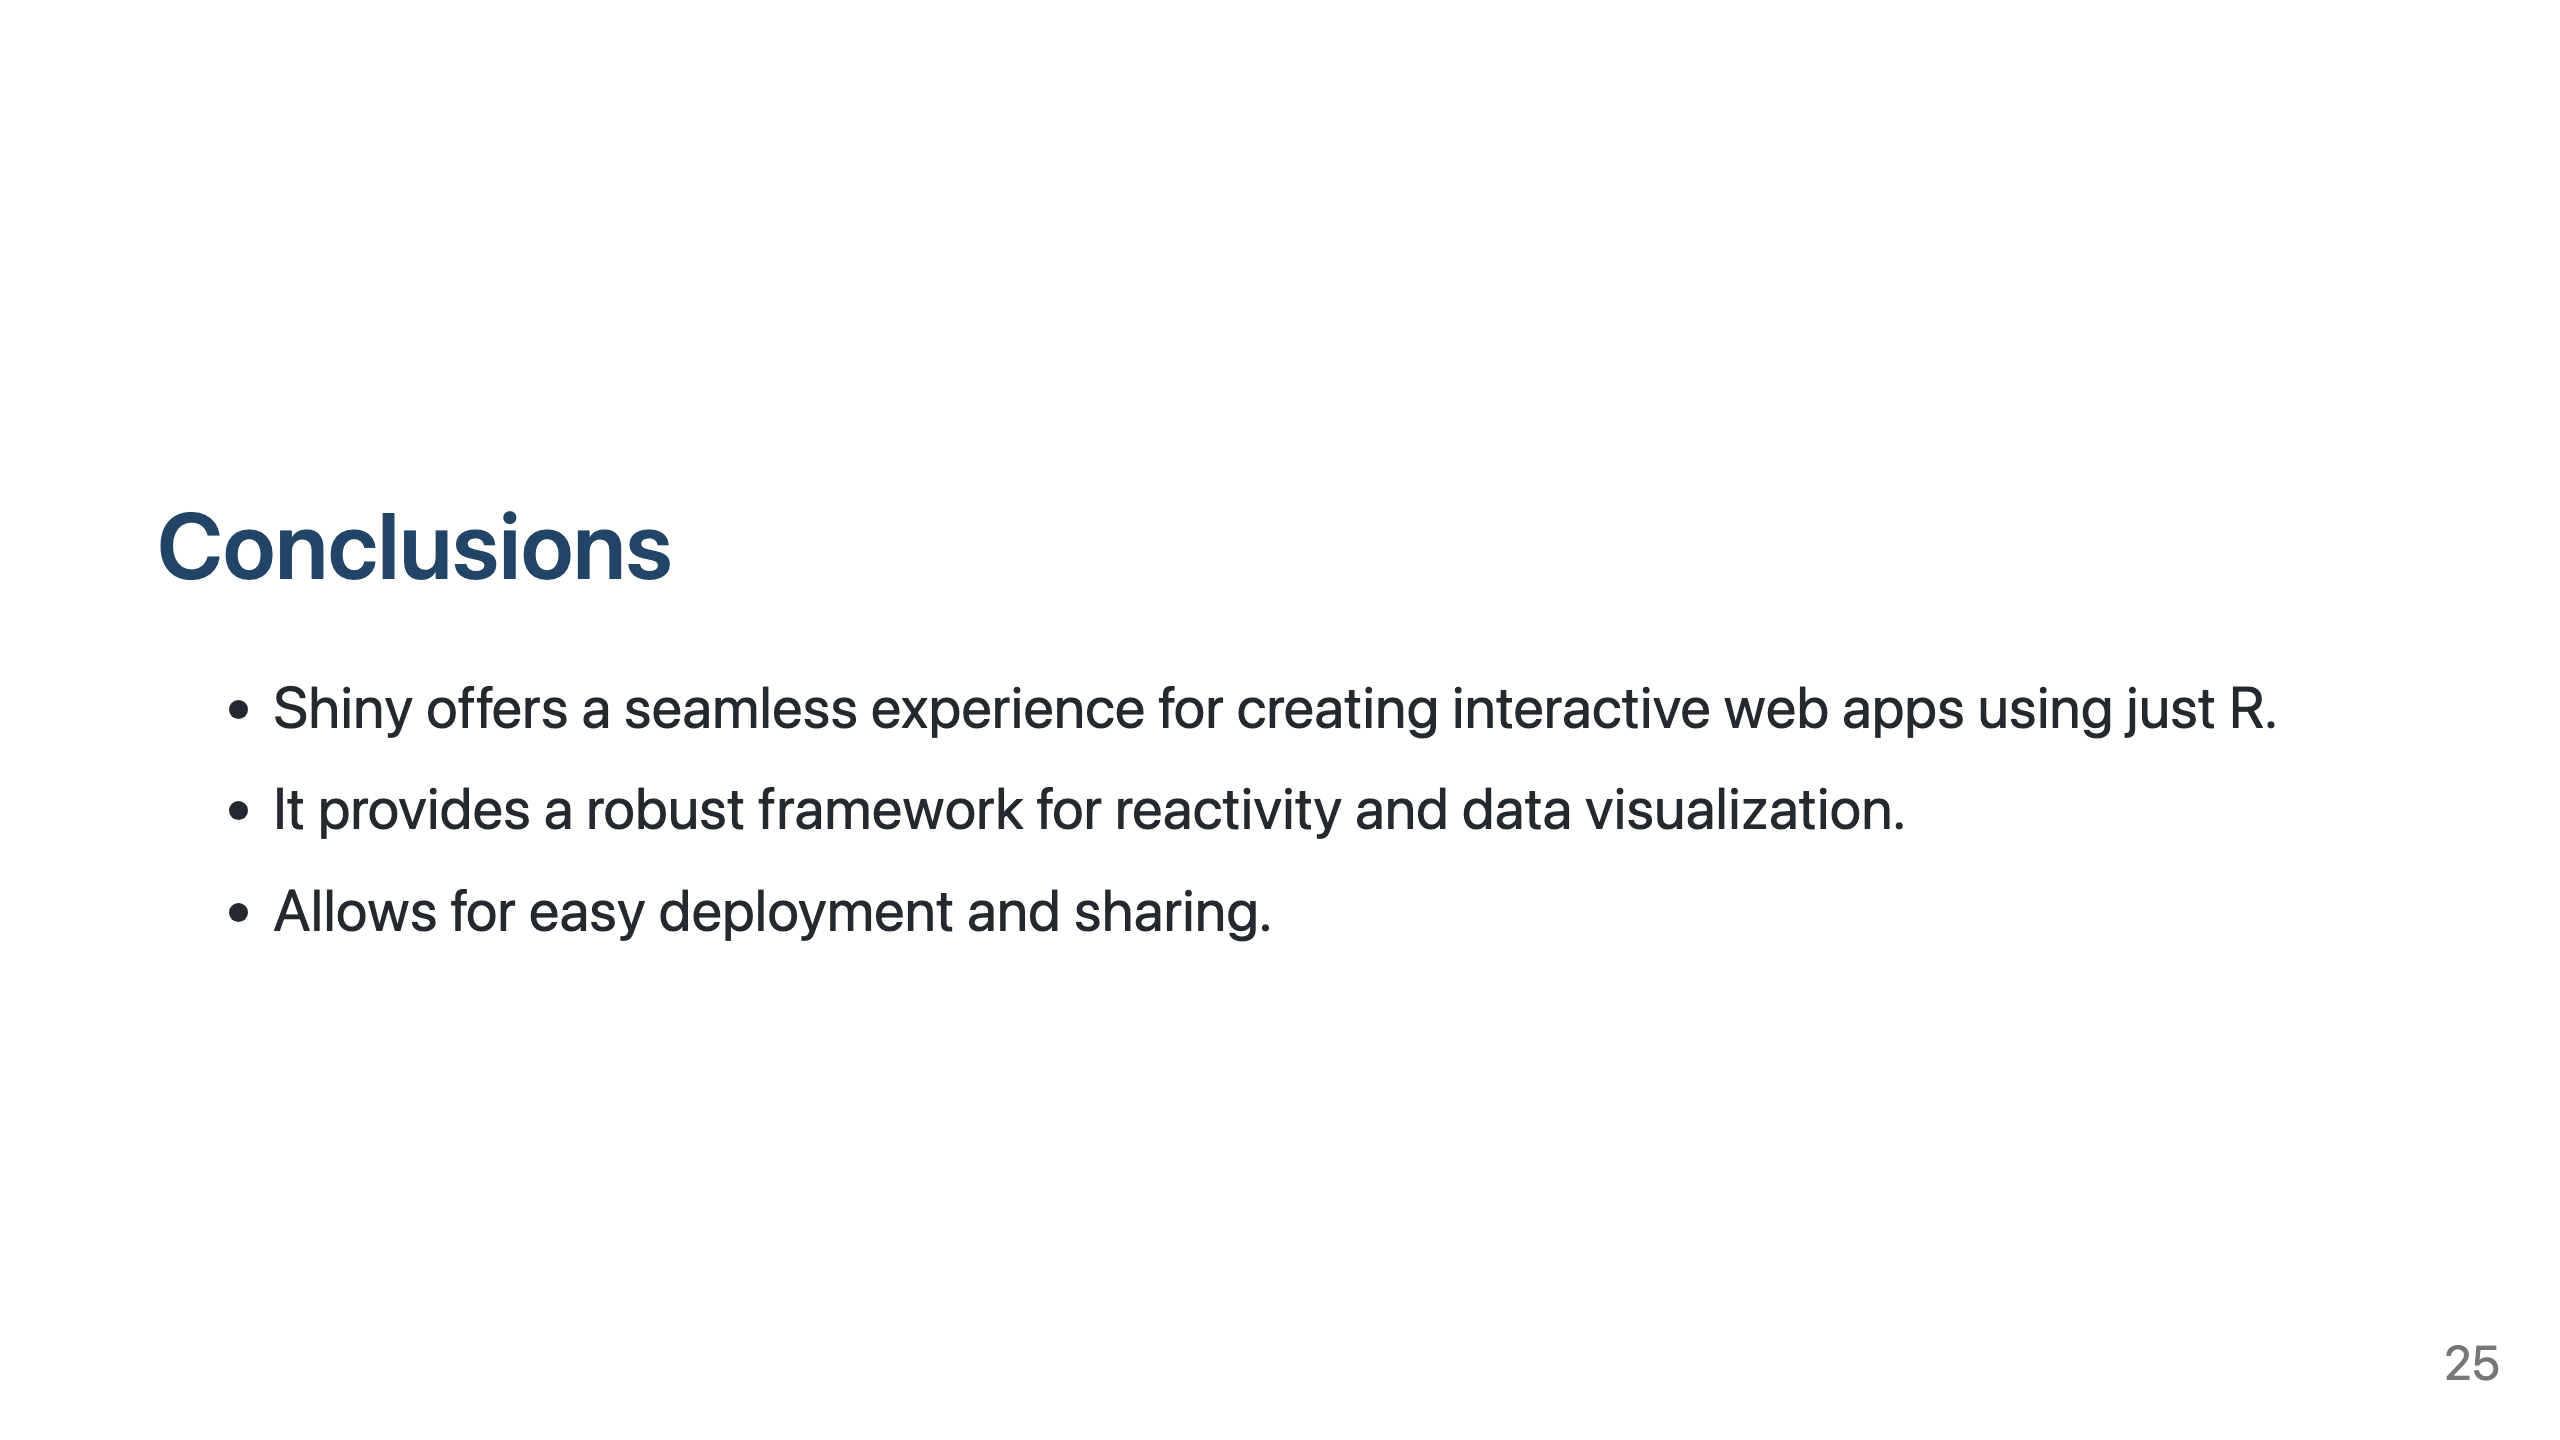 Conclusions
• Shiny offers a seamless experience for creating interactive web apps using just R.
• It provides a robust framework for reactivity and data visualization.
• Allows for easy deployment and sharing.
25